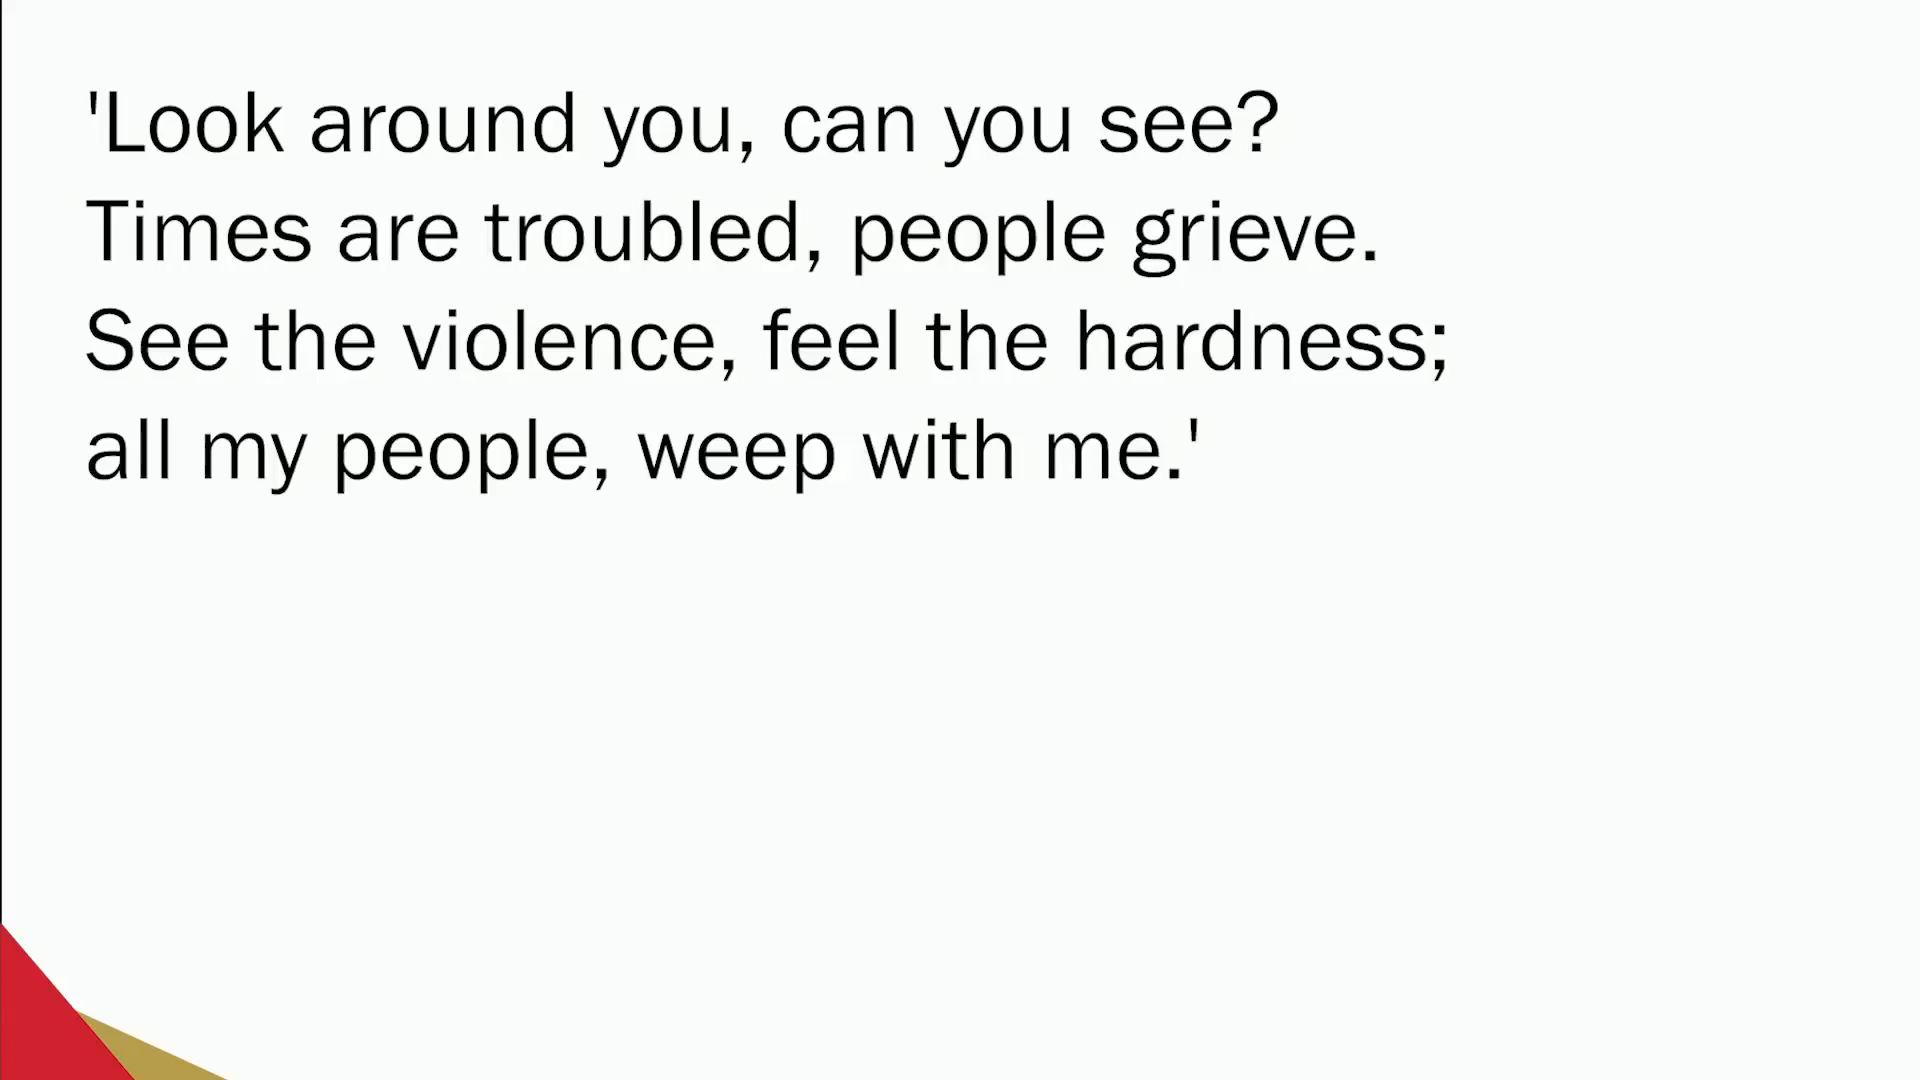 'Look around you, can you see?
Times are troubled, people grieve.
See the violence, feel the hardness;
all my people, weep with me.'